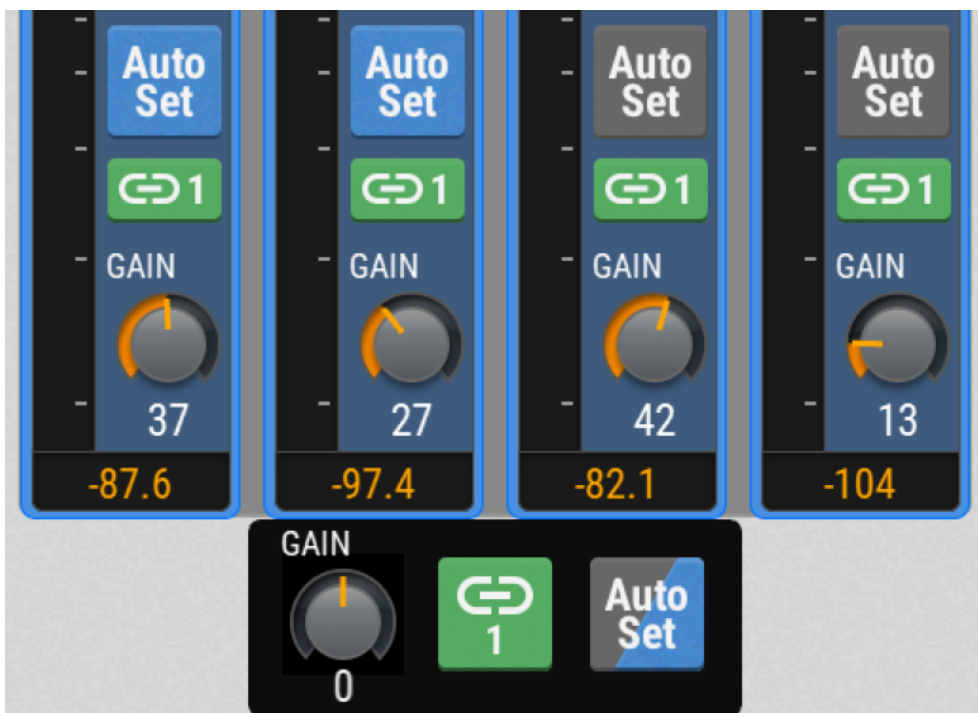 Auto Set
Auto Set
Auto Set
Auto Set
1
1
1
1
GAIN
GAIN
GAIN
GAIN
37
27
42
13
-87.6
-97.4
-82.1
-104
GAIN
0
1
Auto Set